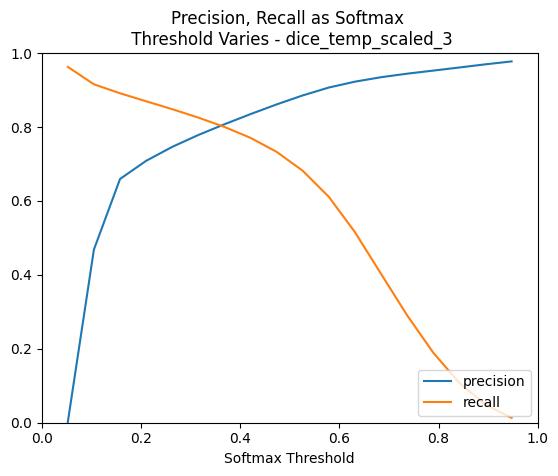 Precision, Recall as Softmax
Threshold Varies - dice_temp_scaled_3
1.0
0.8
0.6
0.4
0.2
0.0
precision
recall
0.0 0.2 0.4 0.6 0.8 1.0
Softmax Threshold